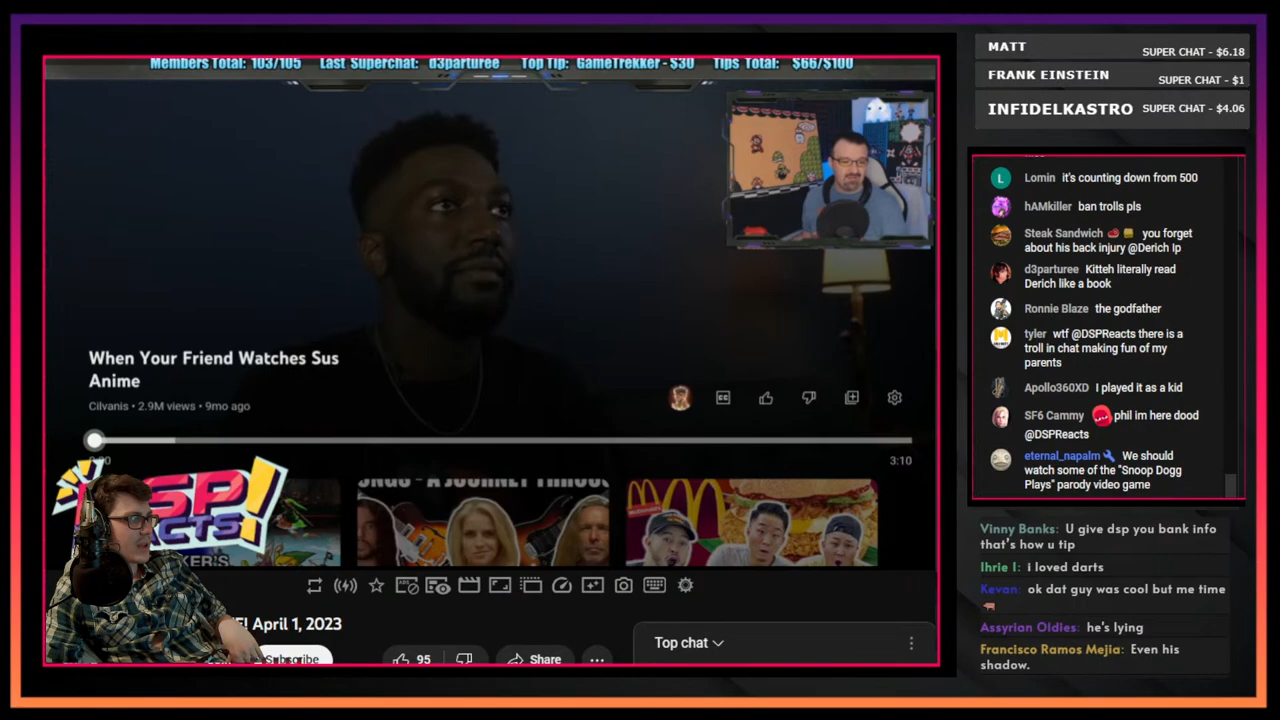 Members Total: 103/105 Last Superchat: d3parturee Top Tip: GameTrekker - $30 Tips Total: $66/$100
When Your Friend Watches Sus
Anime
Cilvanis • 2.9M views • 9mo ago
3:10
DSP
REACTS!
McDonald's
! April 1, 2023
Subscribe
95
Share
Top chat
MATT
SUPER CHAT - $6.18
FRANK EINSTEIN
SUPER CHAT - $1
INFIDELKASTRO
SUPER CHAT - $4.06
L
Lomin it's counting down from 500
hAMkiller ban trolls pls
Steak Sandwich you forget
about his back injury @Derich Ip
d3parturee Kitteh literally read
Derich like a book
Ronnie Blaze the godfather
tyler wtf @DSPReacts there is a
troll in chat making fun of my
parents
Apollo360XD I played it as a kid
SF6 Cammy phil im here dood
@DSPReacts
eternal_napalm We should
watch some of the "Snoop Dogg
Plays" parody video game
Vinny Banks: U give dsp you bank info
that's how u tip
Ihrie I: i loved darts
Kevan: ok dat guy was cool but me time
Assyrian Oldies: he's lying
Francisco Ramos Mejia: Even his
shadow.